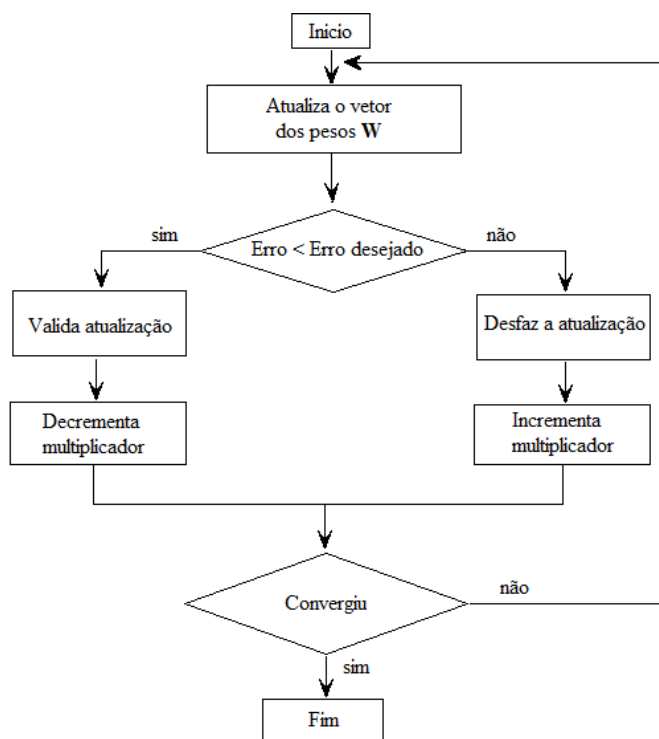 Inicio
Atualiza o vetor
dos pesos W
sim
Erro < Erro desejado
não
Valida atualização
Desfaz a atualização
Decrementa
multiplicador
Incrementa
multiplicador
Convergiu
não
sim
Fim